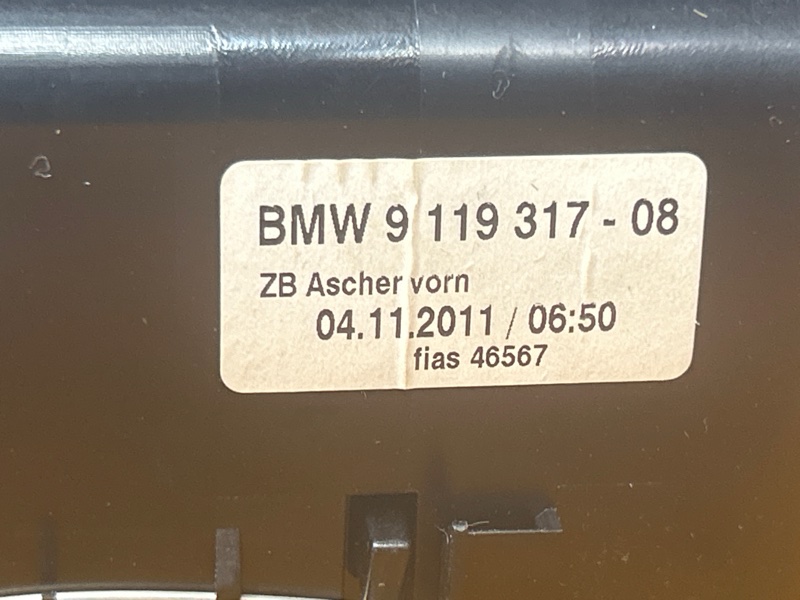 BMW 9 119 317 - 08
ZB Ascher vorn
04.11.2011 / 06:50
fias 46567